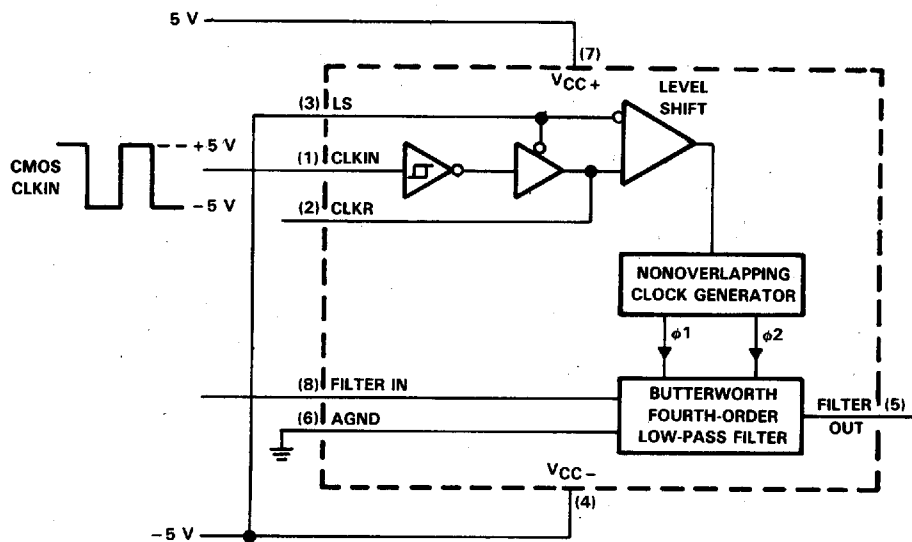 5 V
(7)
VCC+
LEVEL
SHIFT
(3) LS
CMOS
CLKIN
+5 V
-5 V
(1) CLKIN
(2) CLKR
NONOVERLAPPING
CLOCK GENERATOR
φ1
φ2
(8) FILTER IN
(6) AGND
BUTTERWORTH
FOURTH-ORDER
LOW-PASS FILTER
FILTER (5)
OUT
VCC-
(4)
-5 V